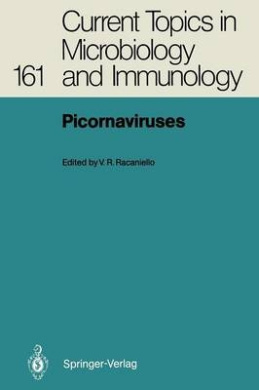 Current Topics in
Microbiology
161 and Immunology
Picornaviruses
Edited by V. R. Racaniello
Springer-Verlag